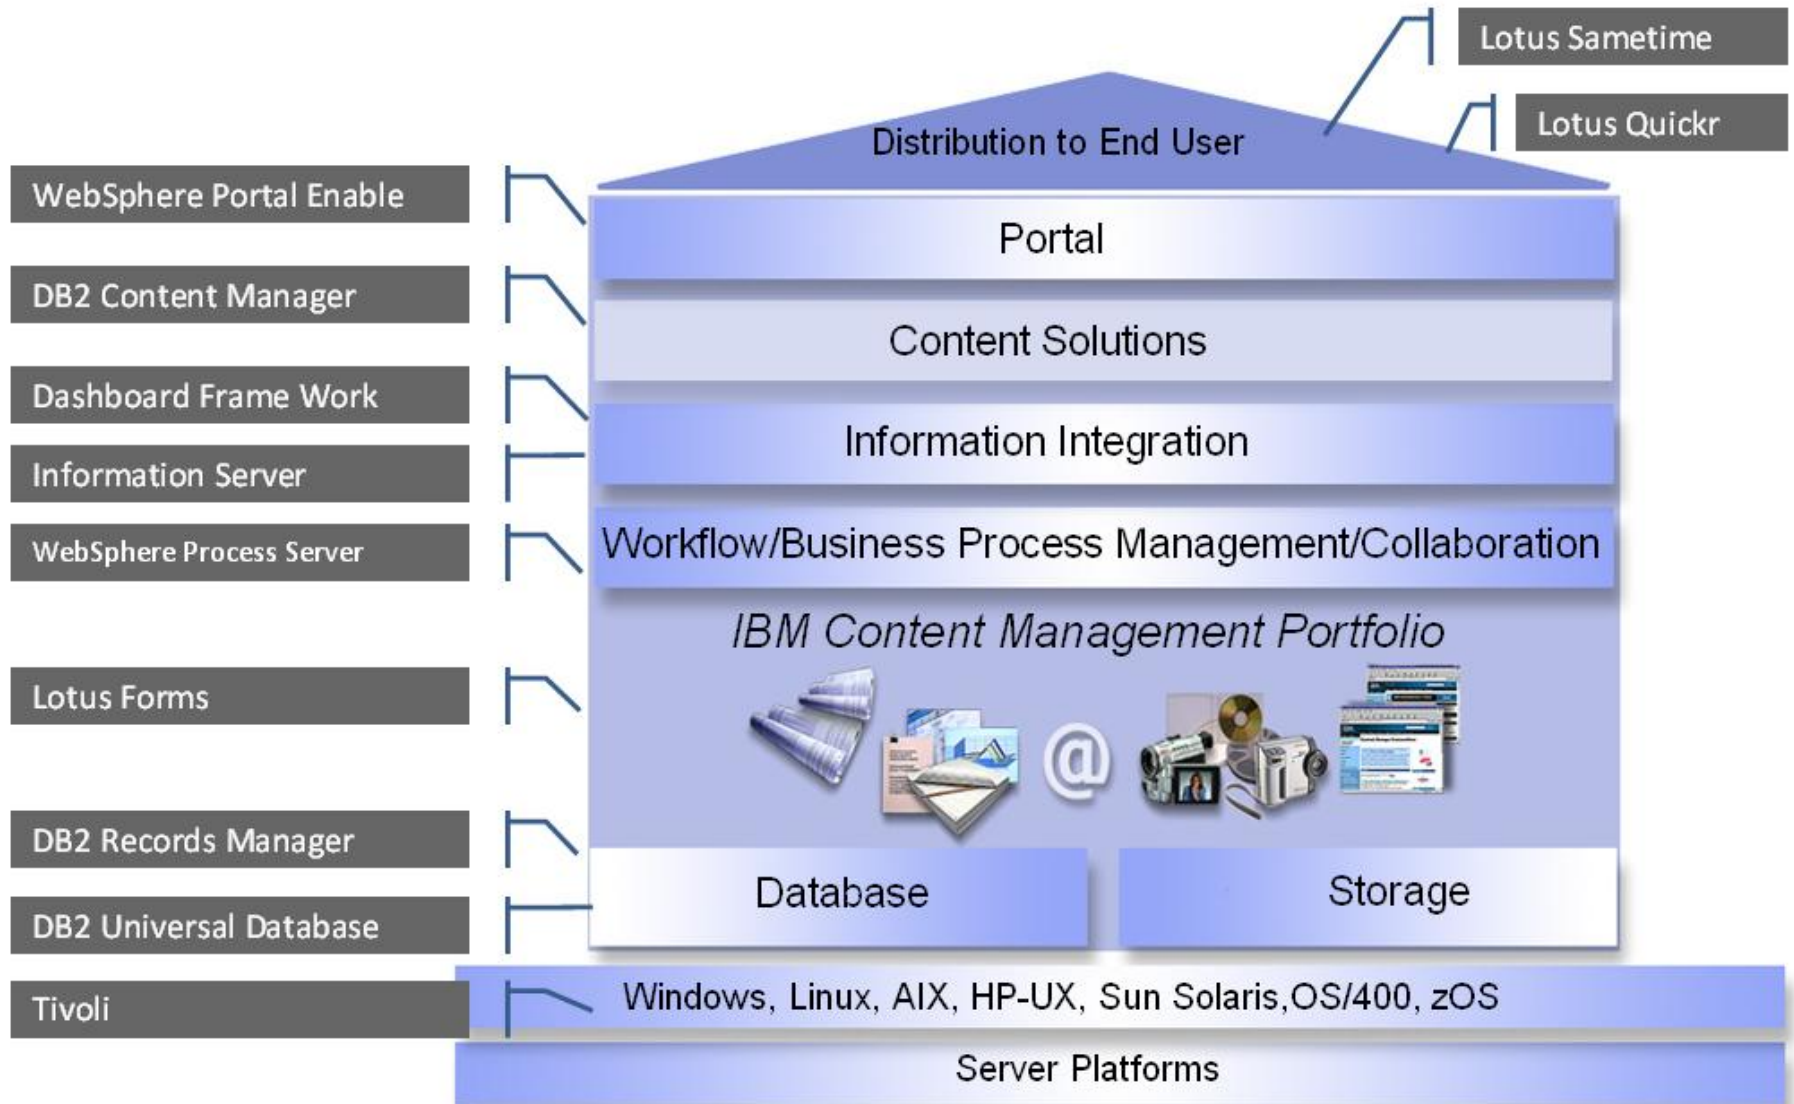 Lotus Sametime
Lotus Quickr
Distribution to End User
WebSphere Portal Enable
Portal
DB2 Content Manager
Content Solutions
Dashboard Frame Work
Information Integration
Information Server
WebSphere Process Server
Workflow/Business Process Management/Collaboration
IBM Content Management Portfolio
Lotus Forms
@
DB2 Records Manager
Database
Storage
DB2 Universal Database
Tivoli
Windows, Linux, AIX, HP-UX, Sun Solaris,OS/400, zOS
Server Platforms